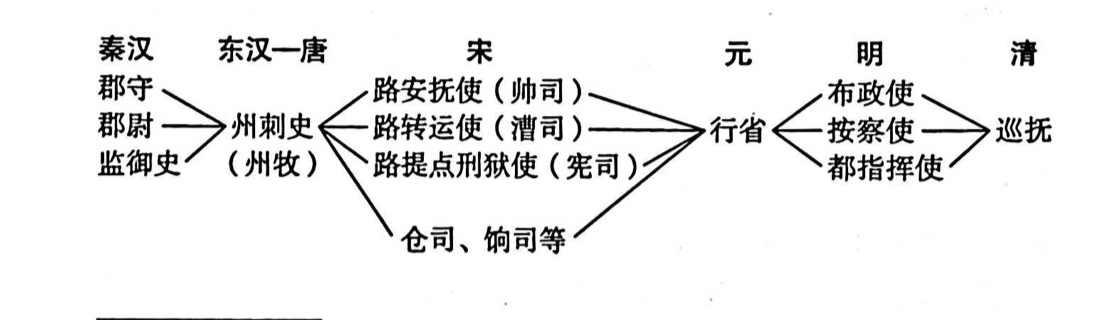 秦汉 东汉—唐 宋 元 明 清
郡守 路安抚使（帅司） 布政使
郡尉 州刺史 路转运使（漕司） 行省 按察使 巡抚
监御史 （州牧） 路提点刑狱使（宪司） 都指挥使
仓司、饷司等